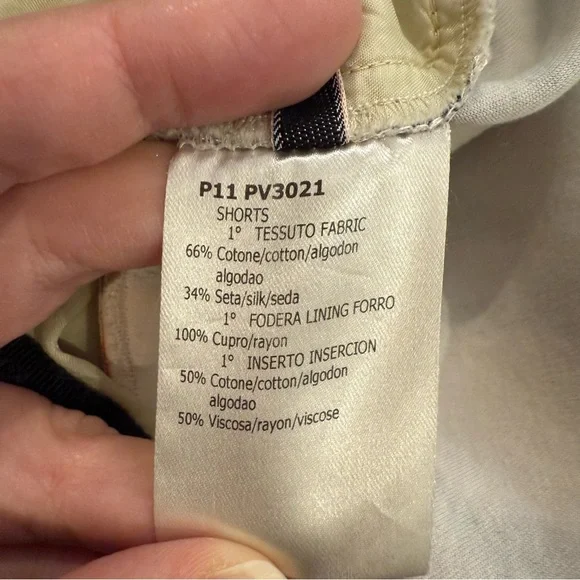 P11 PV3021
SHORTS
1° TESSUTO FABRIC
66% Cotone/cotton/algodon
algodao
34% Seta/silk/seda
1° FODERA LINING FORRO
100% Cupro/rayon
1° INSERTO INSERCION
50% Cotone/cotton/algodon
algodao
50% Viscosa/rayon/viscose